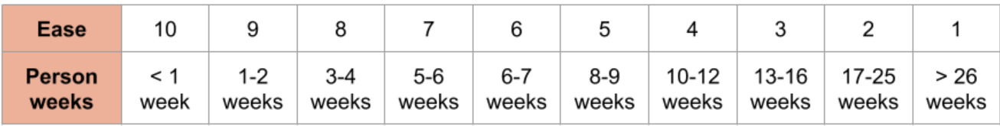 Ease 10 9 8 7 6 5 4 3 2 1
Person < 1 1-2 3-4 5-6 6-7 8-9 10-12 13-16 17-25 > 26
weeks week weeks weeks weeks weeks weeks weeks weeks weeks weeks